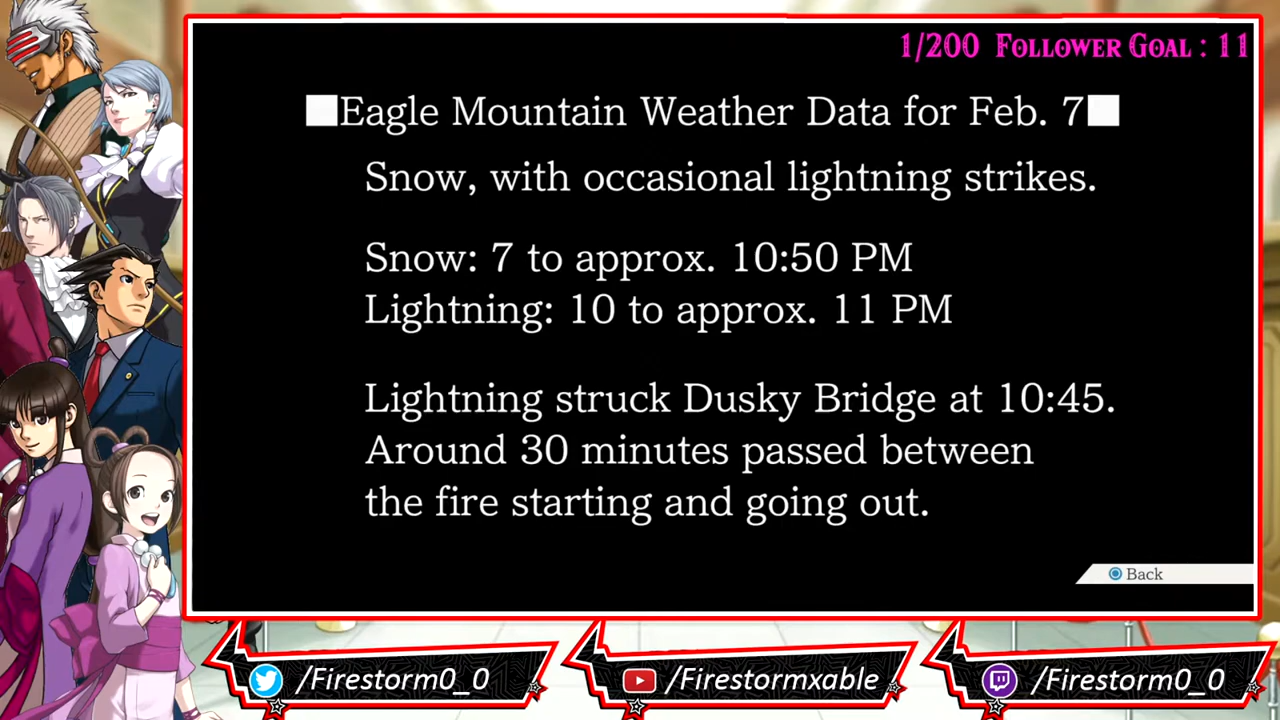 1/200 Follower Goal : 11
■Eagle Mountain Weather Data for Feb. 7■
Snow, with occasional lightning strikes.
Snow: 7 to approx. 10:50 PM
Lightning: 10 to approx. 11 PM
Lightning struck Dusky Bridge at 10:45.
Around 30 minutes passed between
the fire starting and going out.
Back
/Firestorm0_0 /Firestormxable /Firestorm0_0